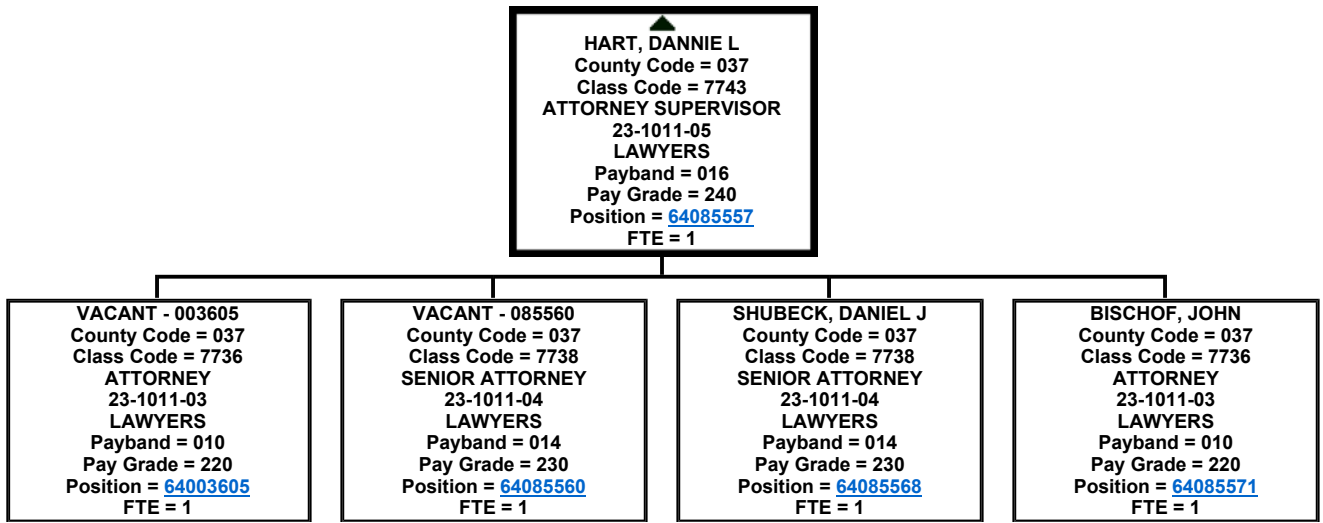 HART, DANNIE L
County Code = 037
Class Code = 7743
ATTORNEY SUPERVISOR
23-1011-05
LAWYERS
Payband = 016
Pay Grade = 240
Position = 64085557
FTE = 1
VACANT - 003605
County Code = 037
Class Code = 7736
ATTORNEY
23-1011-03
LAWYERS
Payband = 010
Pay Grade = 220
Position = 64003605
FTE = 1
VACANT - 085560
County Code = 037
Class Code = 7738
SENIOR ATTORNEY
23-1011-04
LAWYERS
Payband = 014
Pay Grade = 230
Position = 64085560
FTE = 1
SHUBECK, DANIEL J
County Code = 037
Class Code = 7738
SENIOR ATTORNEY
23-1011-04
LAWYERS
Payband = 014
Pay Grade = 230
Position = 64085568
FTE = 1
BISCHOF, JOHN
County Code = 037
Class Code = 7736
ATTORNEY
23-1011-03
LAWYERS
Payband = 010
Pay Grade = 220
Position = 64085571
FTE = 1